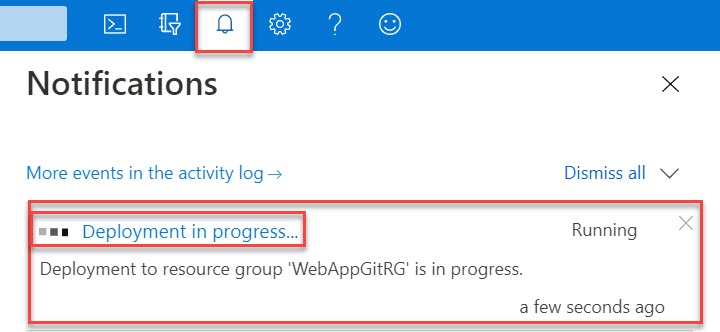 Notifications
More events in the activity log →
Dismiss all
Deployment in progress...
Running
Deployment to resource group 'WebAppGitRG' is in progress.
a few seconds ago